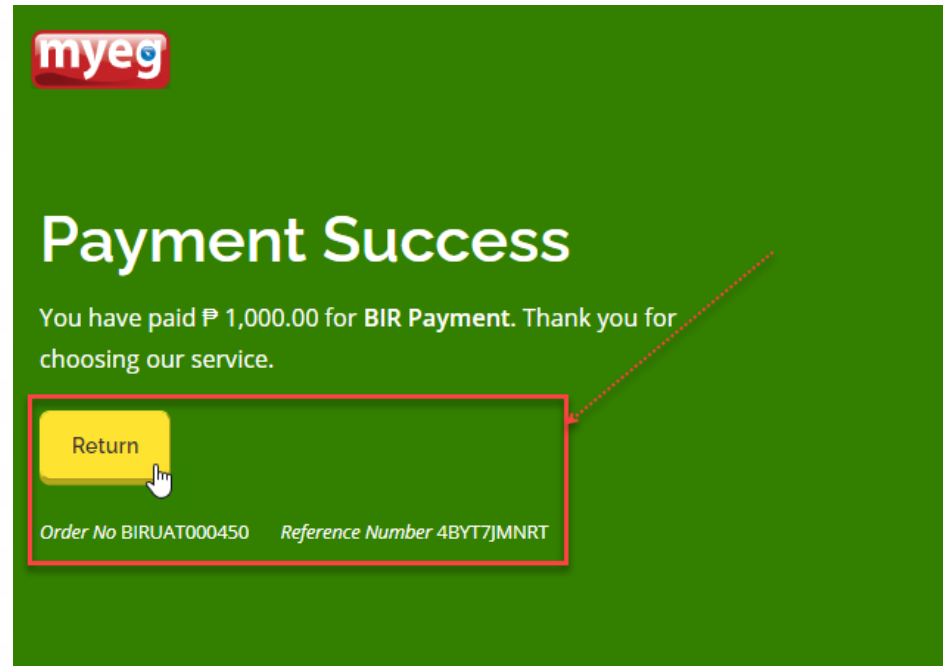 myeg
Payment Success
You have paid ₱ 1,000.00 for BIR Payment. Thank you for
choosing our service.
Return
Order No BIRUAT000450 Reference Number 4BYT7JMNRT